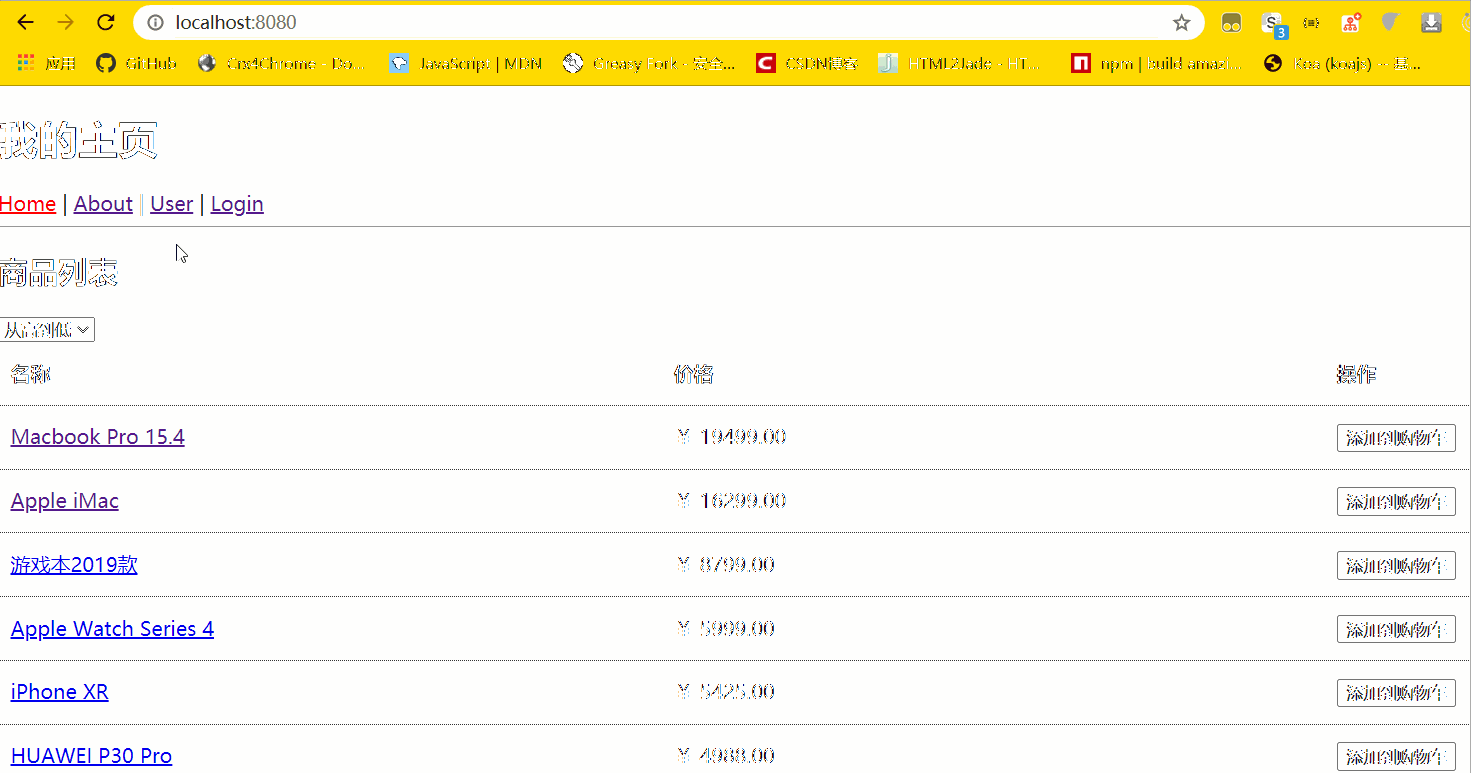 localhost:8080
3
应用 GitHub Crx4Chrome - Do... JavaScript | MDN Greasy Fork - 安全... CSDN博客 HTML2Jade - HT... npm | build amazi... Koa (koajs) -- 基...
我的主页
Home | About | User | Login
商品列表
从高到低
名称 价格 操作
Macbook Pro 15.4 ¥ 19499.00 添加到购物车
Apple iMac ¥ 16299.00 添加到购物车
游戏本2019款 ¥ 8799.00 添加到购物车
Apple Watch Series 4 ¥ 5999.00 添加到购物车
iPhone XR ¥ 5425.00 添加到购物车
HUAWEI P30 Pro ¥ 4988.00 添加到购物车